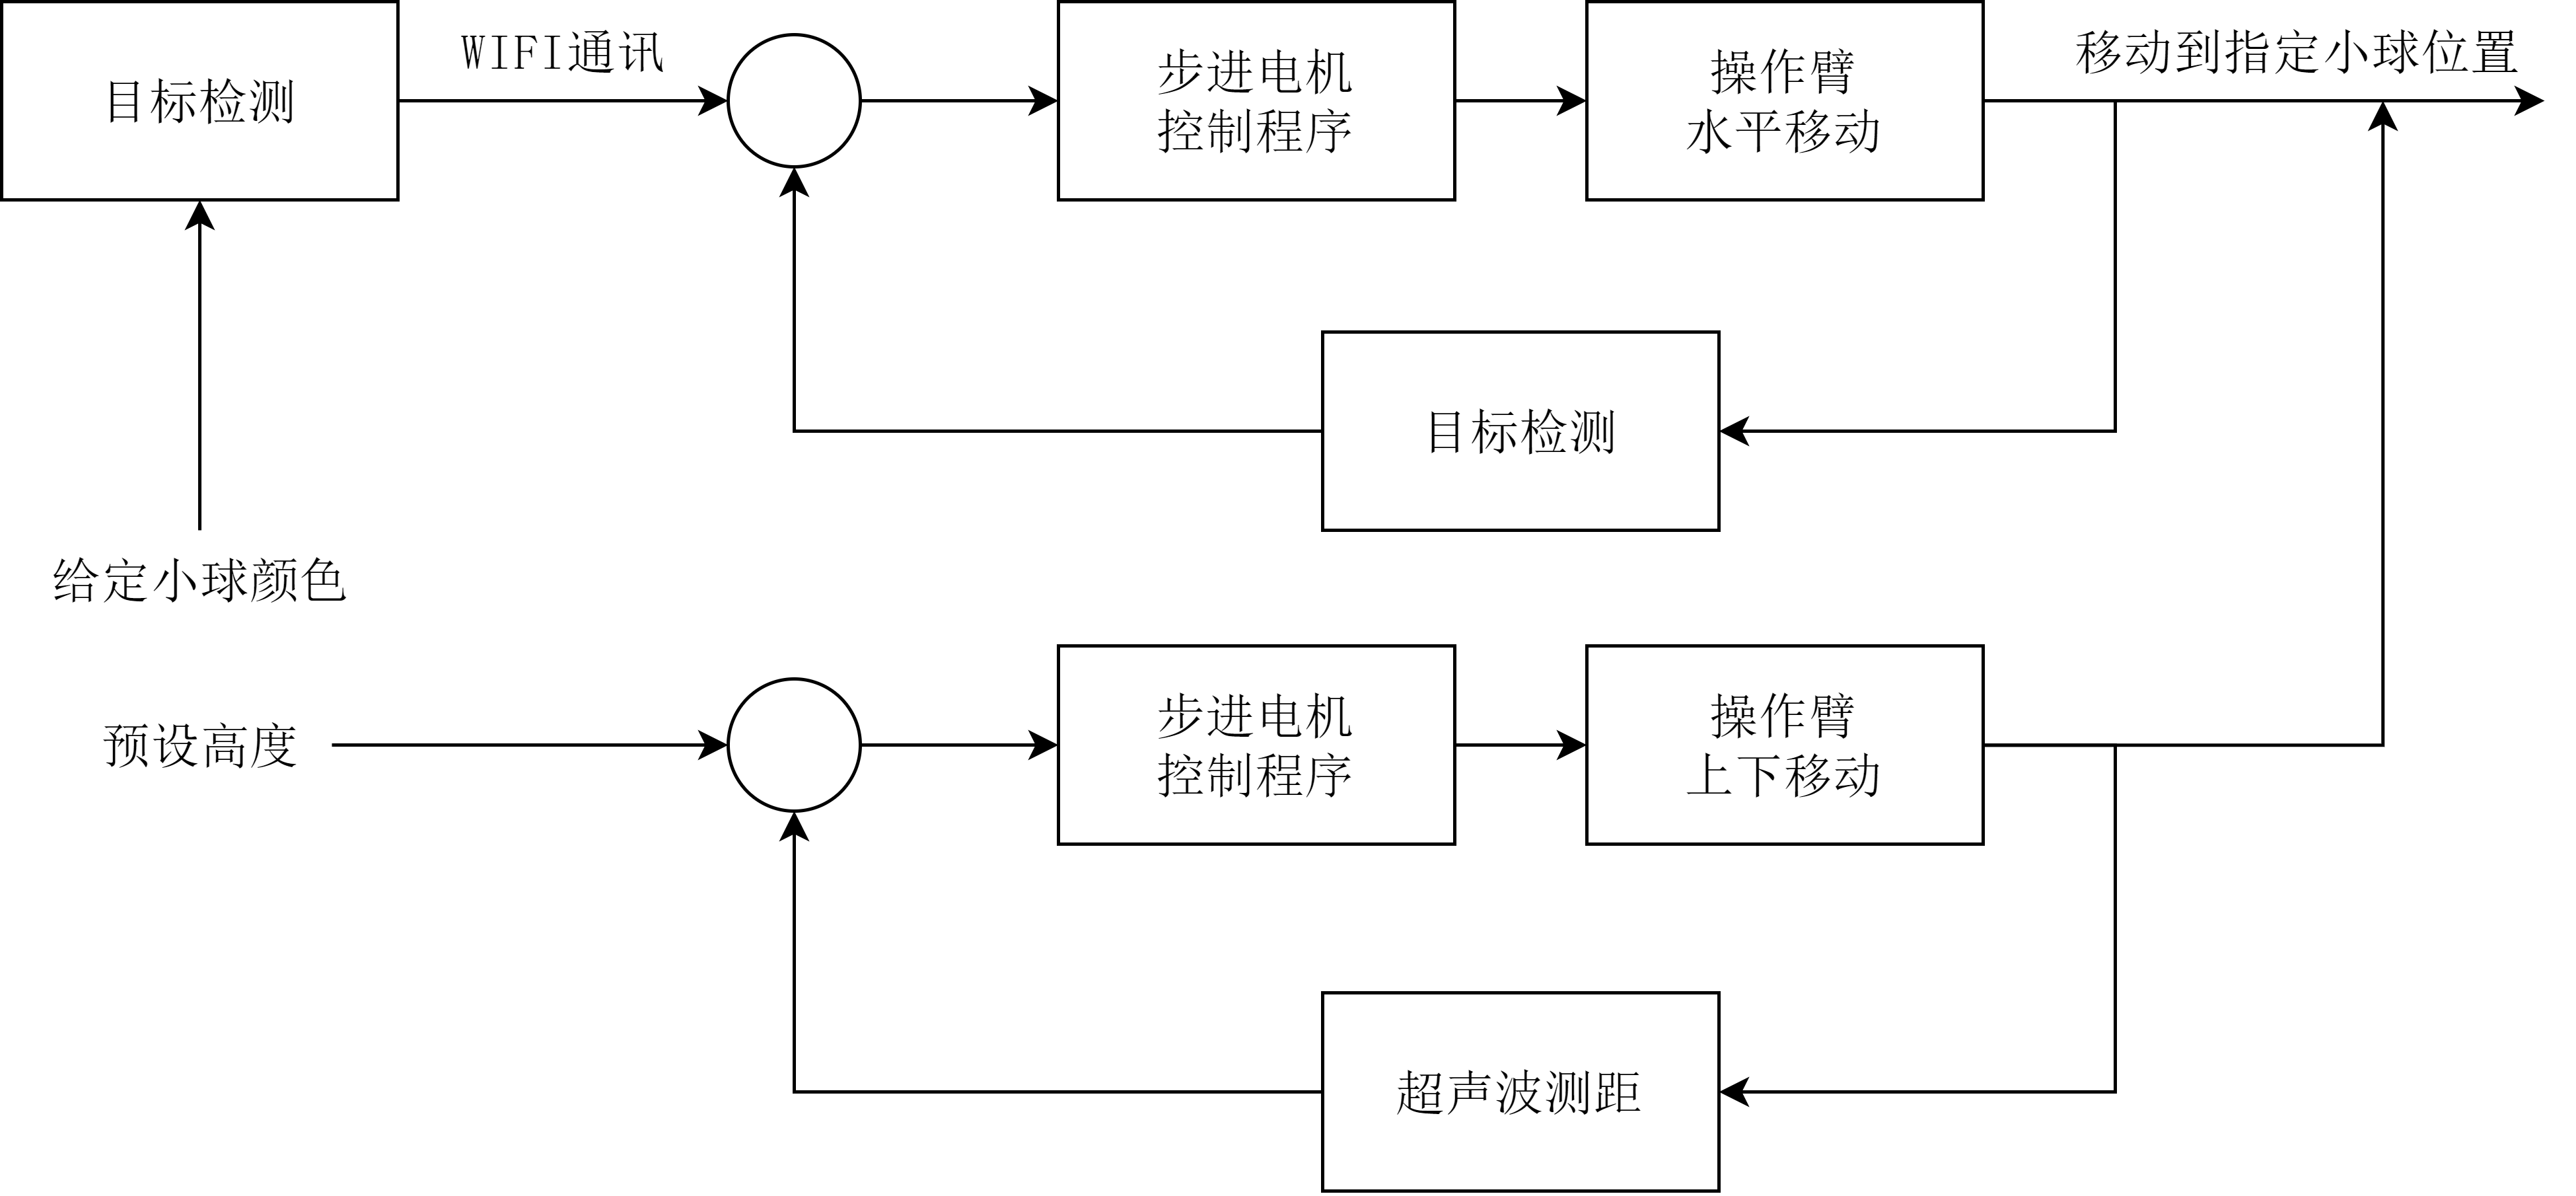 目标检测
WIFI通讯
步进电机
控制程序
操作臂
水平移动
移动到指定小球位置
目标检测
给定小球颜色
预设高度
步进电机
控制程序
操作臂
上下移动
超声波测距